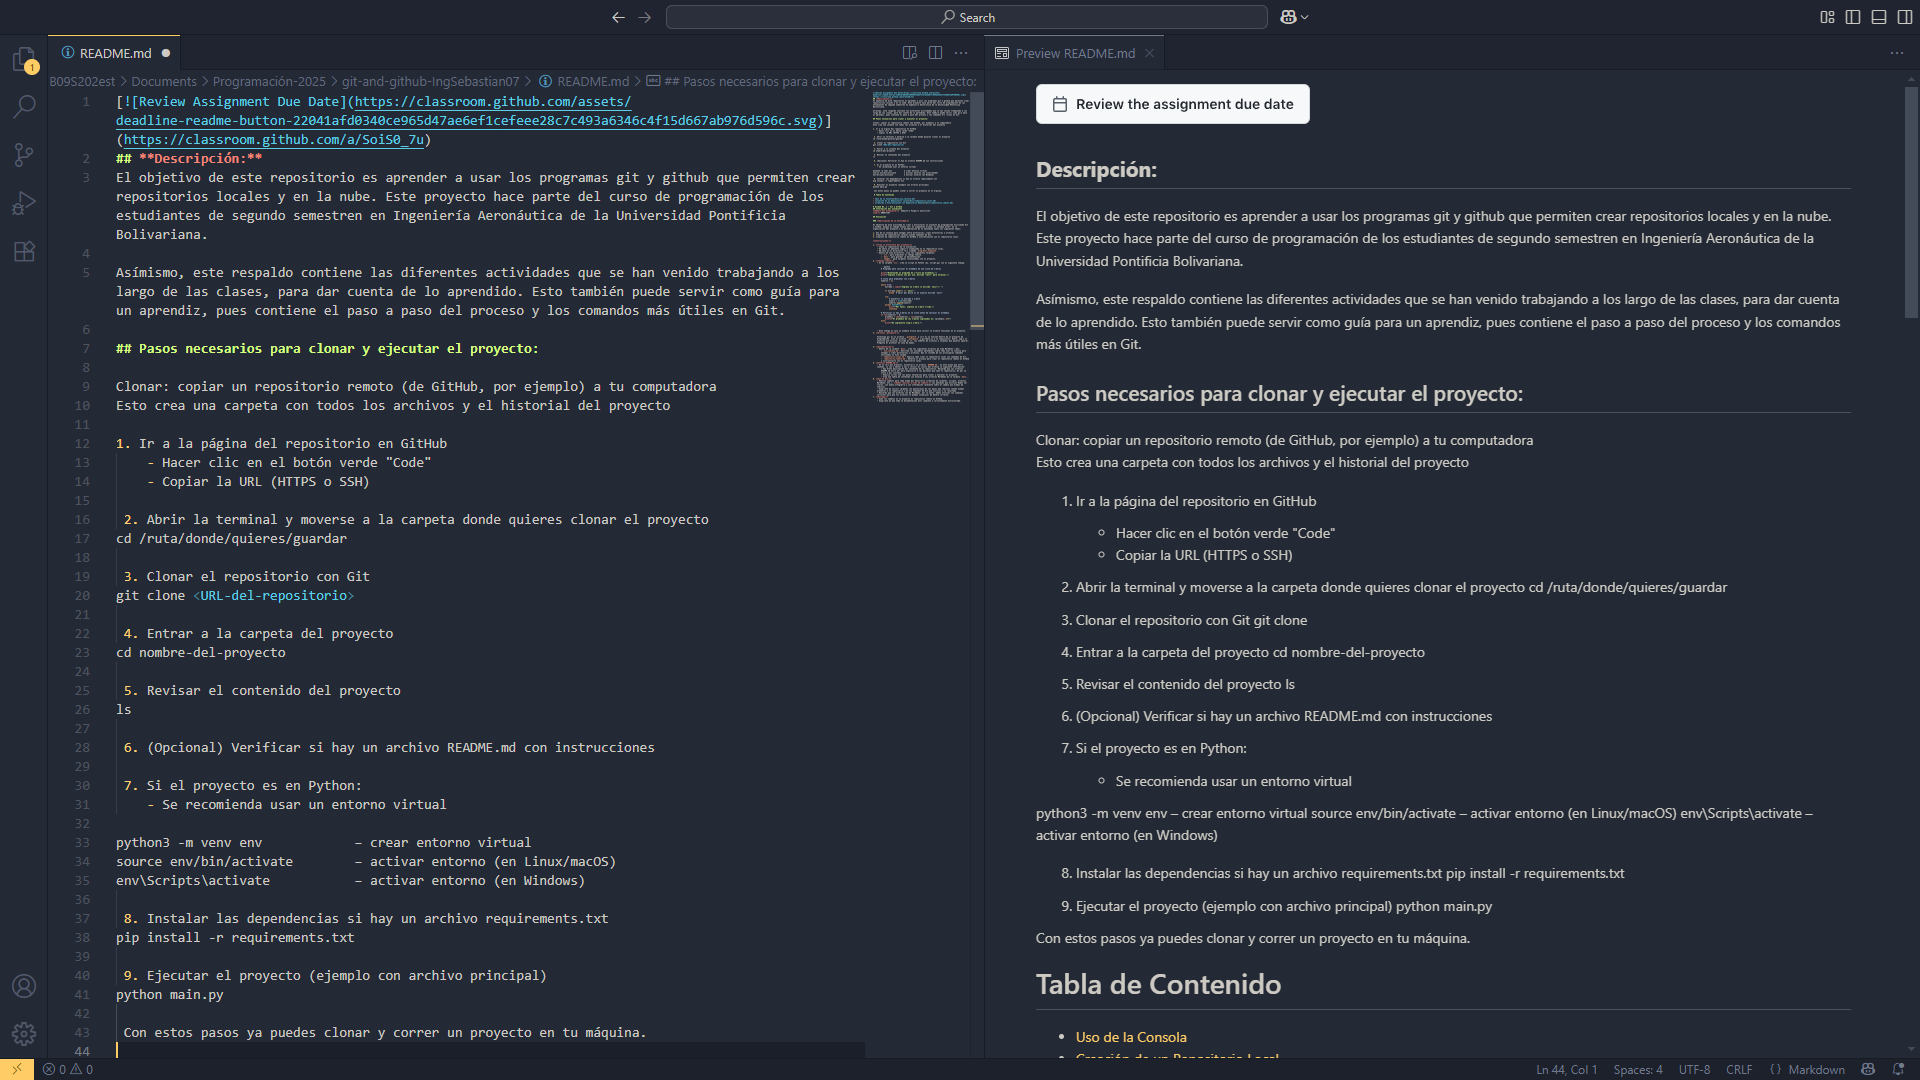 Search
README.md
Preview README.md
1
B09S202est > Documents > Programación-2025 > git-and-github-IngSebastian07 > README.md > ## Pasos necesarios para clonar y ejecutar el proyecto:
1 [![Review Assignment Due Date](https://classroom.github.com/assets/
deadline-readme-button-22041afd0340ce965d47ae6ef1cefeee28c7c493a6346c4f15d667ab976d596c.svg)]
(https://classroom.github.com/a/SoiS0_7u)
2 ## **Descripción:**
3 El objetivo de este repositorio es aprender a usar los programas git y github que permiten crear
repositorios locales y en la nube. Este proyecto hace parte del curso de programación de los
estudiantes de segundo semestren en Ingeniería Aeronáutica de la Universidad Pontificia
Bolivariana.
4
5 Asímismo, este respaldo contiene las diferentes actividades que se han venido trabajando a los
largo de las clases, para dar cuenta de lo aprendido. Esto también puede servir como guía para
un aprendiz, pues contiene el paso a paso del proceso y los comandos más útiles en Git.
6
7 ## Pasos necesarios para clonar y ejecutar el proyecto:
8
9 Clonar: copiar un repositorio remoto (de GitHub, por ejemplo) a tu computadora
10 Esto crea una carpeta con todos los archivos y el historial del proyecto
11
12 1. Ir a la página del repositorio en GitHub
13 - Hacer clic en el botón verde "Code"
14 - Copiar la URL (HTTPS o SSH)
15
16 2. Abrir la terminal y moverse a la carpeta donde quieres clonar el proyecto
17 cd /ruta/donde/quieres/guardar
18
19 3. Clonar el repositorio con Git
20 git clone <URL-del-repositorio>
21
22 4. Entrar a la carpeta del proyecto
23 cd nombre-del-proyecto
24
25 5. Revisar el contenido del proyecto
26 ls
27
28 6. (Opcional) Verificar si hay un archivo README.md con instrucciones
29
30 7. Si el proyecto es en Python:
31 - Se recomienda usar un entorno virtual
32
33 python3 -m venv env – crear entorno virtual
34 source env/bin/activate – activar entorno (en Linux/macOS)
35 env\Scripts\activate – activar entorno (en Windows)
36
37 8. Instalar las dependencias si hay un archivo requirements.txt
38 pip install -r requirements.txt
39
40 9. Ejecutar el proyecto (ejemplo con archivo principal)
41 python main.py
42
43 Con estos pasos ya puedes clonar y correr un proyecto en tu máquina.
44
Review the assignment due date
Descripción:
El objetivo de este repositorio es aprender a usar los programas git y github que permiten crear repositorios locales y en la nube.
Este proyecto hace parte del curso de programación de los estudiantes de segundo semestren en Ingeniería Aeronáutica de la
Universidad Pontificia Bolivariana.
Asímismo, este respaldo contiene las diferentes actividades que se han venido trabajando a los largo de las clases, para dar cuenta
de lo aprendido. Esto también puede servir como guía para un aprendiz, pues contiene el paso a paso del proceso y los comandos
más útiles en Git.
Pasos necesarios para clonar y ejecutar el proyecto:
Clonar: copiar un repositorio remoto (de GitHub, por ejemplo) a tu computadora
Esto crea una carpeta con todos los archivos y el historial del proyecto
1. Ir a la página del repositorio en GitHub
Hacer clic en el botón verde "Code"
Copiar la URL (HTTPS o SSH)
2. Abrir la terminal y moverse a la carpeta donde quieres clonar el proyecto cd /ruta/donde/quieres/guardar
3. Clonar el repositorio con Git git clone
4. Entrar a la carpeta del proyecto cd nombre-del-proyecto
5. Revisar el contenido del proyecto ls
6. (Opcional) Verificar si hay un archivo README.md con instrucciones
7. Si el proyecto es en Python:
Se recomienda usar un entorno virtual
python3 -m venv env – crear entorno virtual source env/bin/activate – activar entorno (en Linux/macOS) env\Scripts\activate –
activar entorno (en Windows)
8. Instalar las dependencias si hay un archivo requirements.txt pip install -r requirements.txt
9. Ejecutar el proyecto (ejemplo con archivo principal) python main.py
Con estos pasos ya puedes clonar y correr un proyecto en tu máquina.
Tabla de Contenido
Uso de la Consola
Creación de un Repositorio Local
0 0
Ln 44, Col 1 Spaces: 4 UTF-8 CRLF {} Markdown